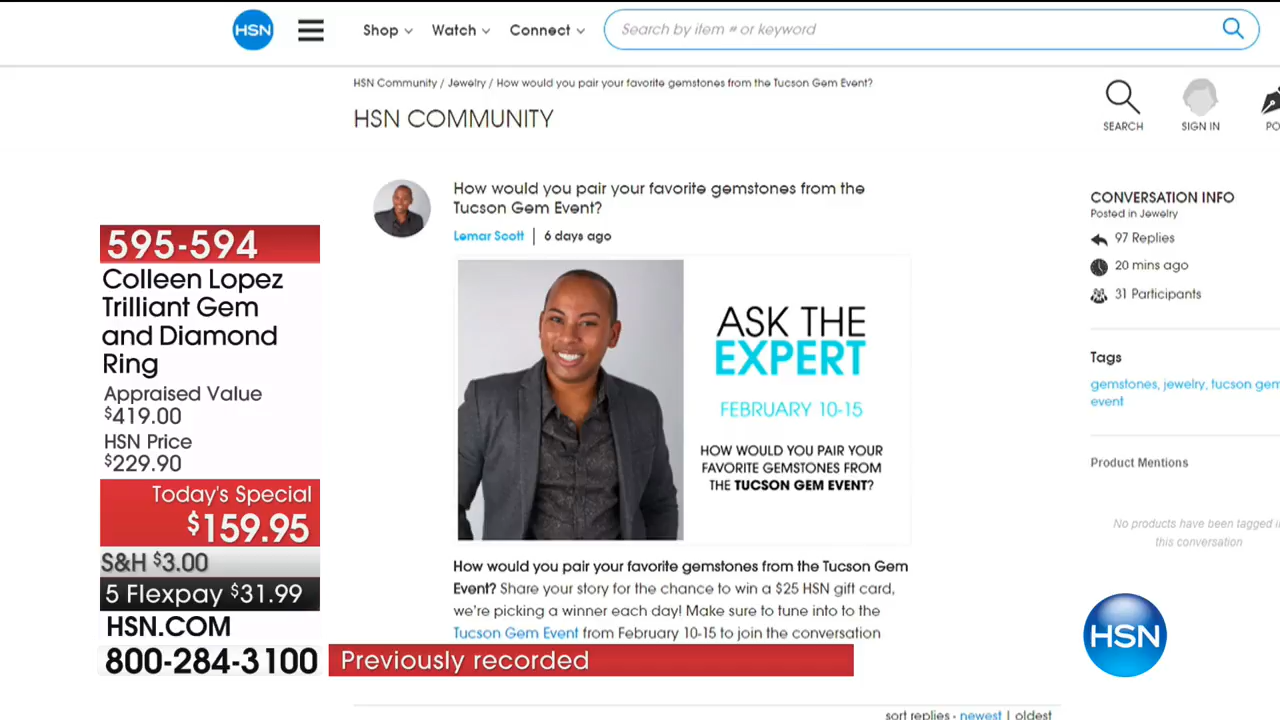 HSN
Shop
Watch
Connect
Search by item # or keyword
HSN Community / Jewelry / How would you pair your favorite gemstones from the Tucson Gem Event?
HSN COMMUNITY
SEARCH
SIGN IN
PO
How would you pair your favorite gemstones from the
Tucson Gem Event?
Lemar Scott | 6 days ago
ASK THE
EXPERT
FEBRUARY 10-15
HOW WOULD YOU PAIR YOUR
FAVORITE GEMSTONES FROM
THE TUCSON GEM EVENT?
How would you pair your favorite gemstones from the Tucson Gem
Event? Share your story for the chance to win a $25 HSN gift card,
we're picking a winner each day! Make sure to tune into to the
Tucson Gem Event from February 10-15 to join the conversation
CONVERSATION INFO
Posted in Jewelry
97 Replies
20 mins ago
31 Participants
Tags
gemstones, jewelry, tucson gem
event
Product Mentions
No products have been tagged i
this conversation
595-594
Colleen Lopez
Trilliant Gem
and Diamond
Ring
Appraised Value
$419.00
HSN Price
$229.90
Today's Special
$159.95
S&H $3.00
5 Flexpay $31.99
HSN.COM
800-284-3100
Previously recorded
HSN
sort replies - newest | oldest